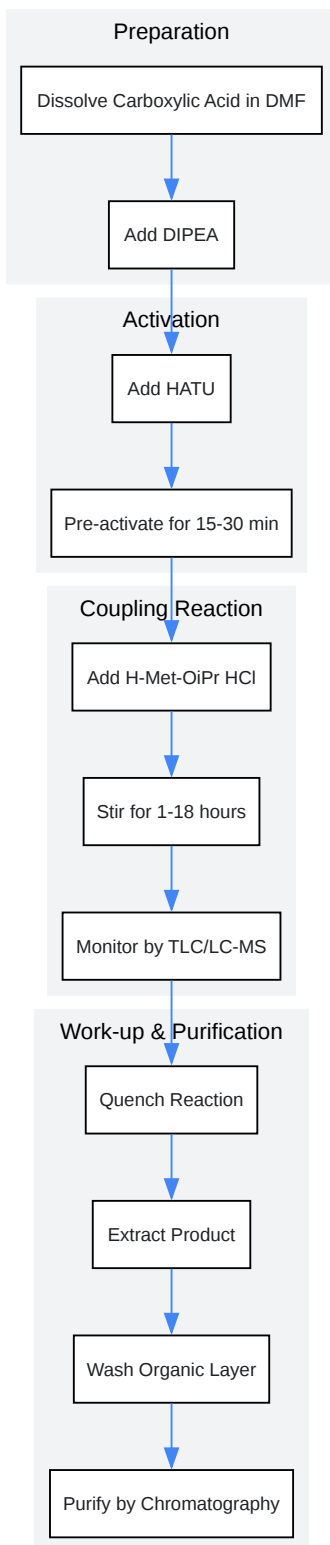 Preparation
Dissolve Carboxylic Acid in DMF
Add DIPEA
Activation
Add HATU
Pre-activate for 15-30 min
Coupling Reaction
Add H-Met-OiPr HCl
Stir for 1-18 hours
Monitor by TLC/LC-MS
Work-up & Purification
Quench Reaction
Extract Product
Wash Organic Layer
Purify by Chromatography